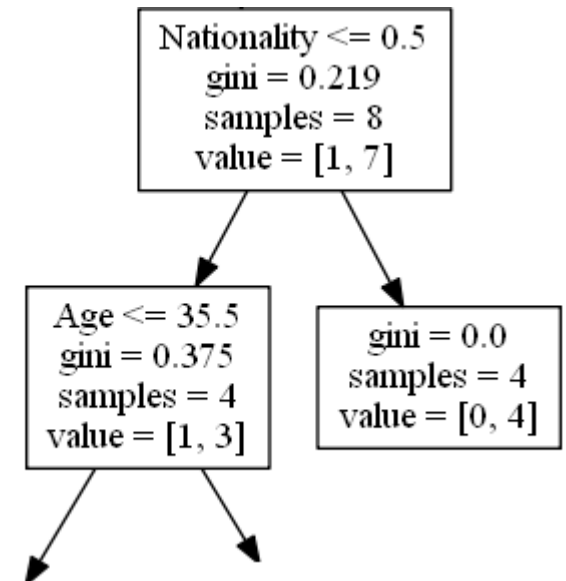 Nationality <= 0.5
gini = 0.219
samples = 8
value = [1, 7]
Age <= 35.5
gini = 0.375
samples = 4
value = [1, 3]
gini = 0.0
samples = 4
value = [0, 4]